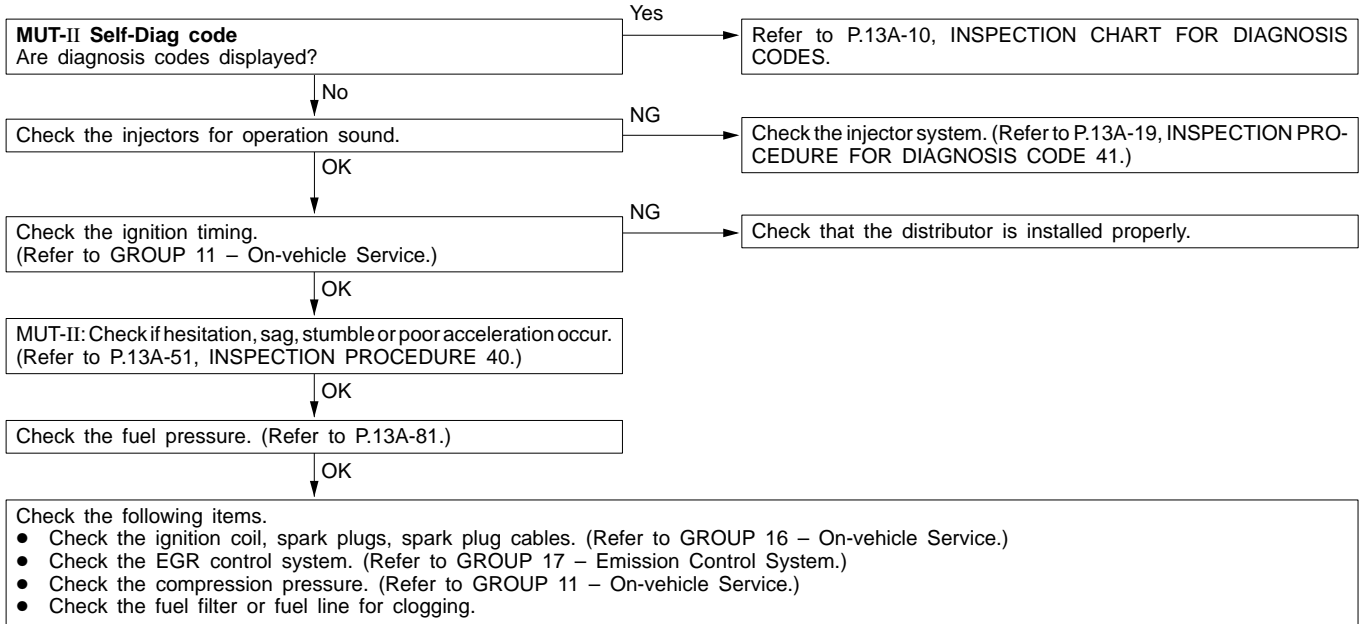 MUT-II Self-Diag code
Are diagnosis codes displayed?
Yes
Refer to P.13A-10, INSPECTION CHART FOR DIAGNOSIS
CODES.
No
Check the injectors for operation sound.
NG
Check the injector system. (Refer to P.13A-19, INSPECTION PRO-
CEDURE FOR DIAGNOSIS CODE 41.)
OK
Check the ignition timing.
(Refer to GROUP 11 – On-vehicle Service.)
NG
Check that the distributor is installed properly.
OK
MUT-II: Check if hesitation, sag, stumble or poor acceleration occur.
(Refer to P.13A-51, INSPECTION PROCEDURE 40.)
OK
Check the fuel pressure. (Refer to P.13A-81.)
OK
Check the following items.
● Check the ignition coil, spark plugs, spark plug cables. (Refer to GROUP 16 – On-vehicle Service.)
● Check the EGR control system. (Refer to GROUP 17 – Emission Control System.)
● Check the compression pressure. (Refer to GROUP 11 – On-vehicle Service.)
● Check the fuel filter or fuel line for clogging.